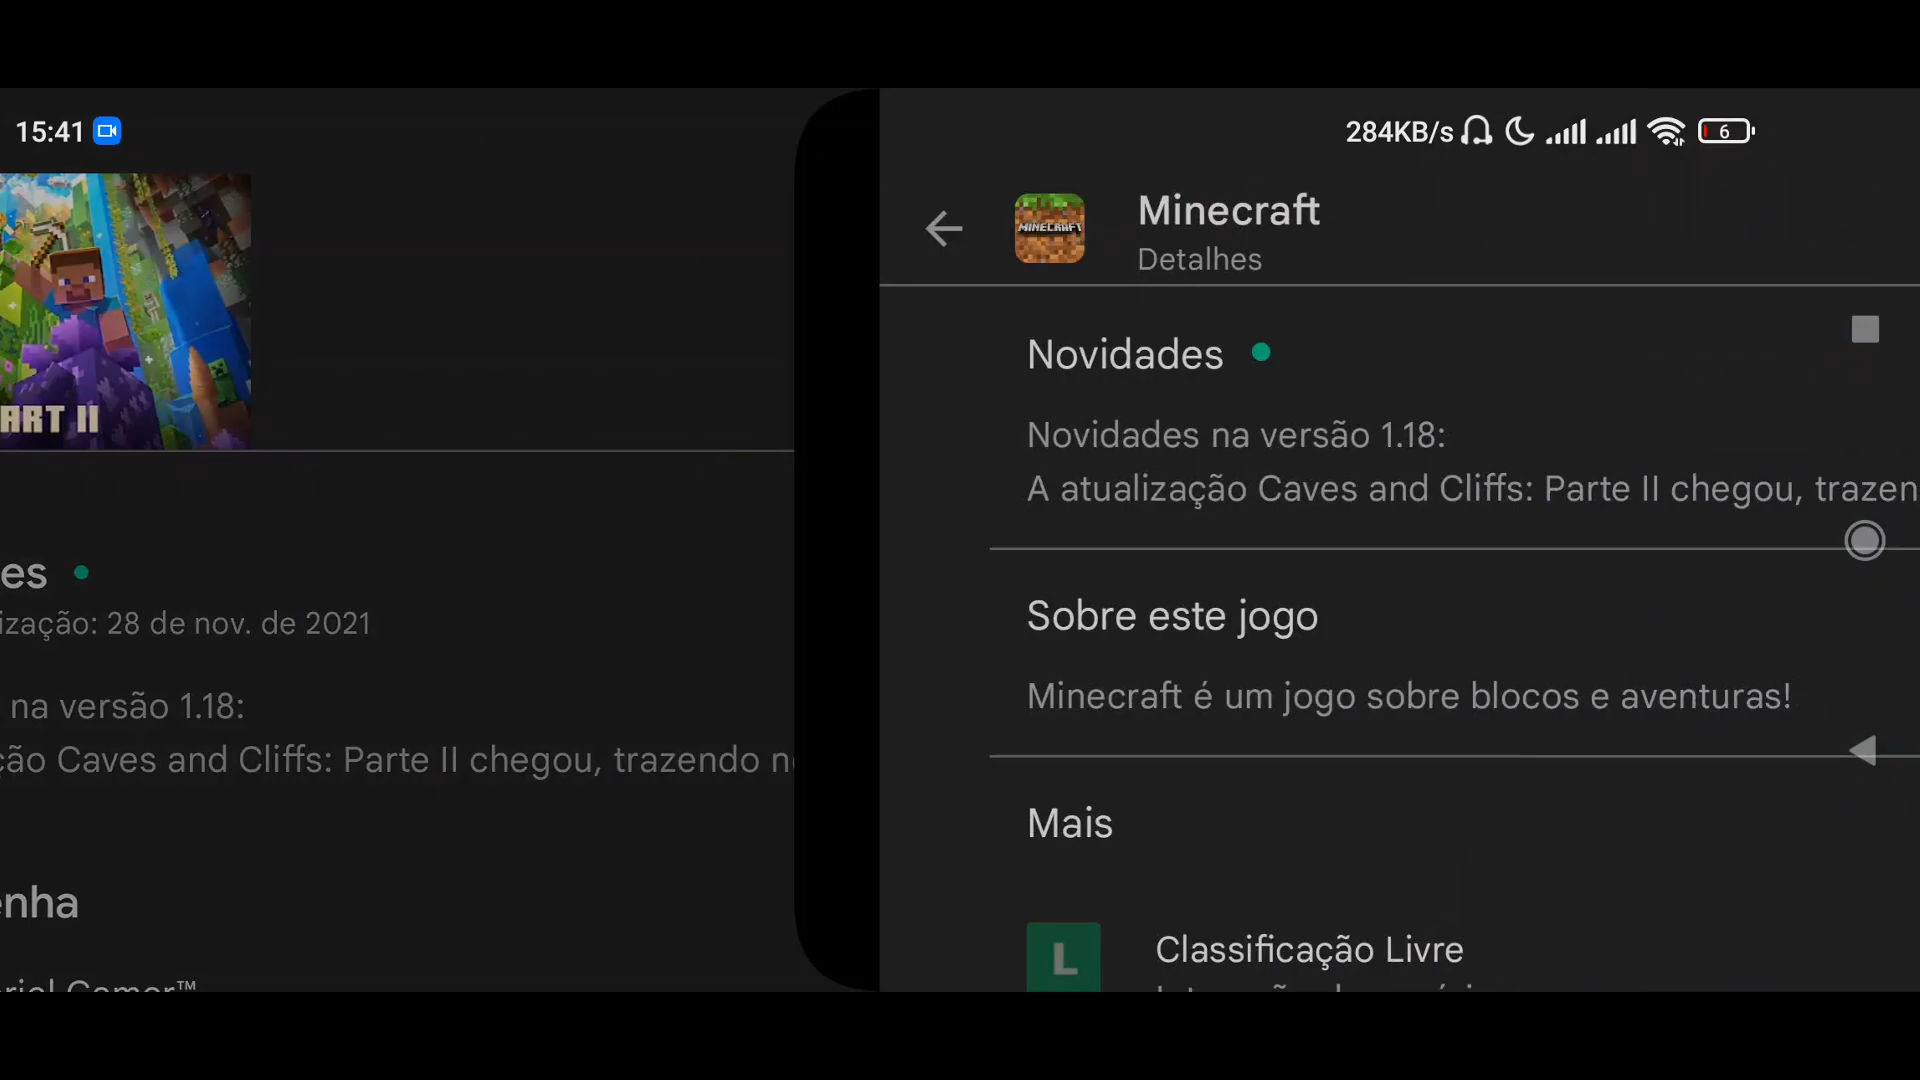 15:41
284KB/s
6
ART II
es
ização: 28 de nov. de 2021
na versão 1.18:
ção Caves and Cliffs: Parte II chegou, trazendo n
enha
MINECRAFT
Minecraft
Detalhes
Novidades
Novidades na versão 1.18:
A atualização Caves and Cliffs: Parte II chegou, trazen
Sobre este jogo
Minecraft é um jogo sobre blocos e aventuras!
Mais
L
Classificação Livre